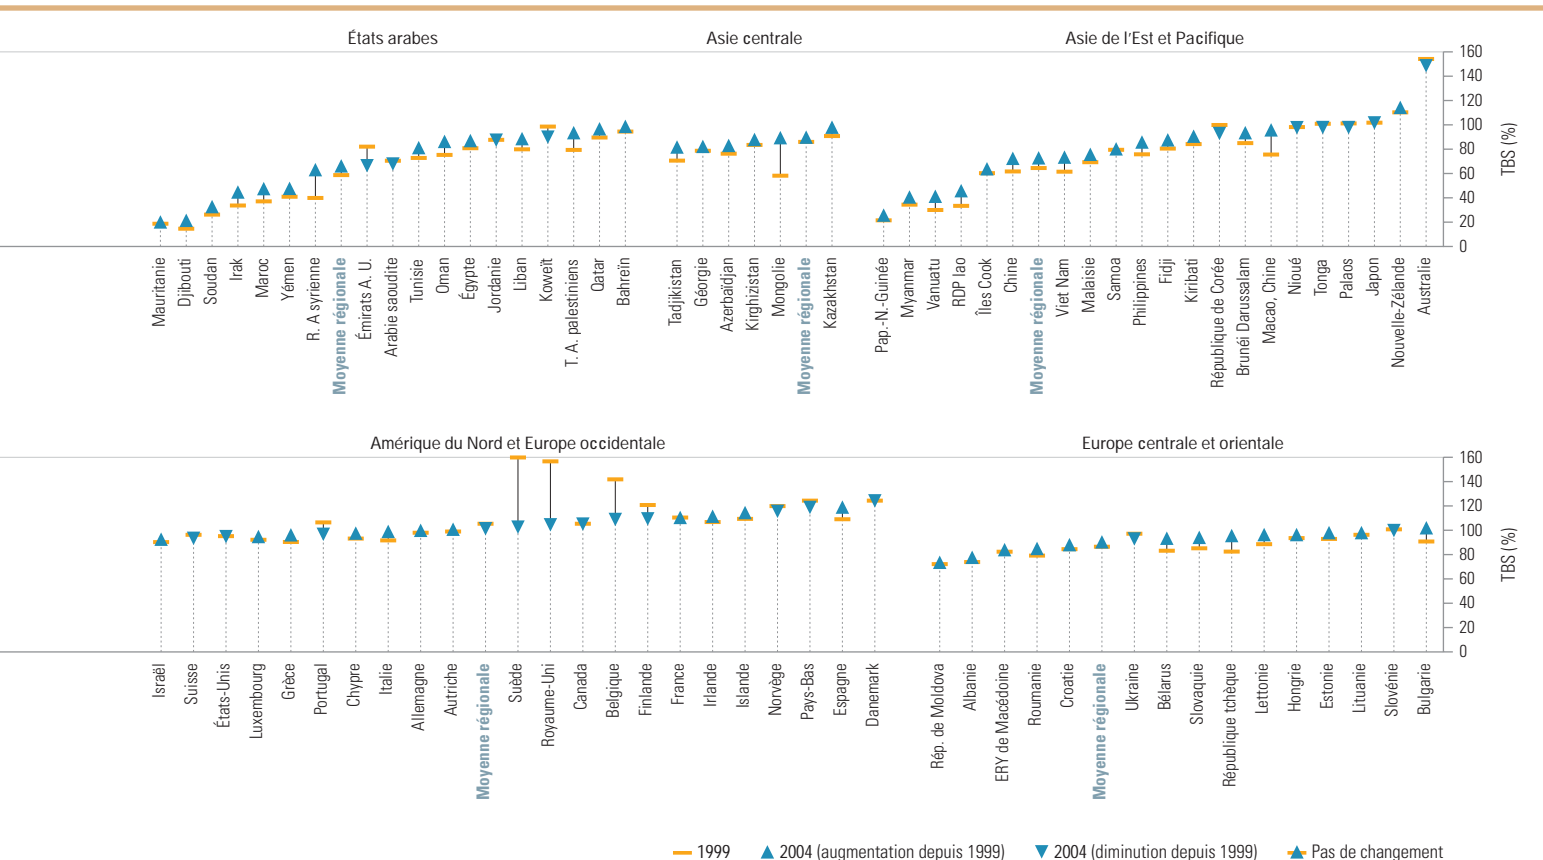 États arabes
Asie centrale
Asie de l'Est et Pacifique
160
140
120
100
80
60
40
20
0
TBS (%)
Mauritanie
Djibouti
Soudan
Irak
Maroc
Yémen
R. A syrienne
Moyenne régionale
Émirats A. U.
Arabie saoudite
Tunisie
Oman
Égypte
Jordanie
Liban
Koweït
T. A. palestiniens
Qatar
Bahreïn
Tadjikistan
Géorgie
Azerbaïdjan
Kirghizistan
Mongolie
Moyenne régionale
Kazakhstan
Pap.-N.-Guinée
Myanmar
Vanuatu
RDP lao
Îles Cook
Chine
Moyenne régionale
Viet Nam
Malaisie
Samoa
Philippines
Fidji
Kiribati
République de Corée
Brunéi Darussalam
Macao, Chine
Nioué
Tonga
Palaos
Japon
Nouvelle-Zélande
Australie
Amérique du Nord et Europe occidentale
Europe centrale et orientale
160
140
120
100
80
60
40
20
0
TBS (%)
Israël
Suisse
États-Unis
Luxembourg
Grèce
Portugal
Chypre
Italie
Allemagne
Autriche
Moyenne régionale
Suède
Royaume-Uni
Canada
Belgique
Finlande
France
Irlande
Islande
Norvège
Pays-Bas
Espagne
Danemark
Rép. de Moldova
Albanie
ERY de Macédoine
Roumanie
Croatie
Moyenne régionale
Ukraine
Bélarus
Slovaquie
République tchèque
Lettonie
Hongrie
Estonie
Lituanie
Slovénie
Bulgarie
1999
2004 (augmentation depuis 1999)
2004 (diminution depuis 1999)
Pas de changement